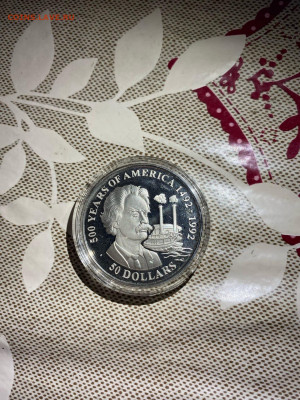 500 YEARS OF AMERICA 1492-1992
50 DOLLARS